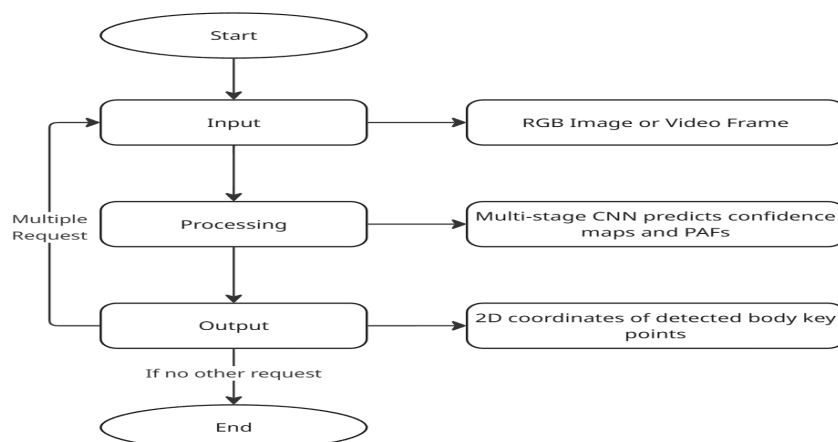 Start
Input
RGB Image or Video Frame
Multiple
Request
Processing
Multi-stage CNN predicts confidence
maps and PAFs
Output
2D coordinates of detected body key
points
If no other request
End